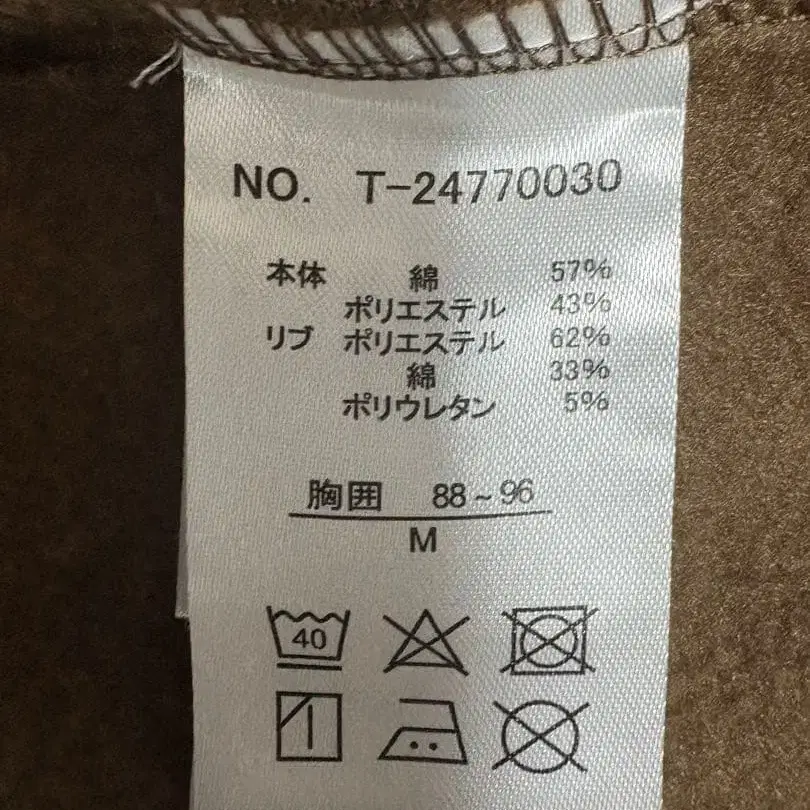 NO. T-24770030
本体 綿 57%
ポリエステル 43%
リブ ポリエステル 62%
綿 33%
ポリウレタン 5%
胸囲 88~96
M
40